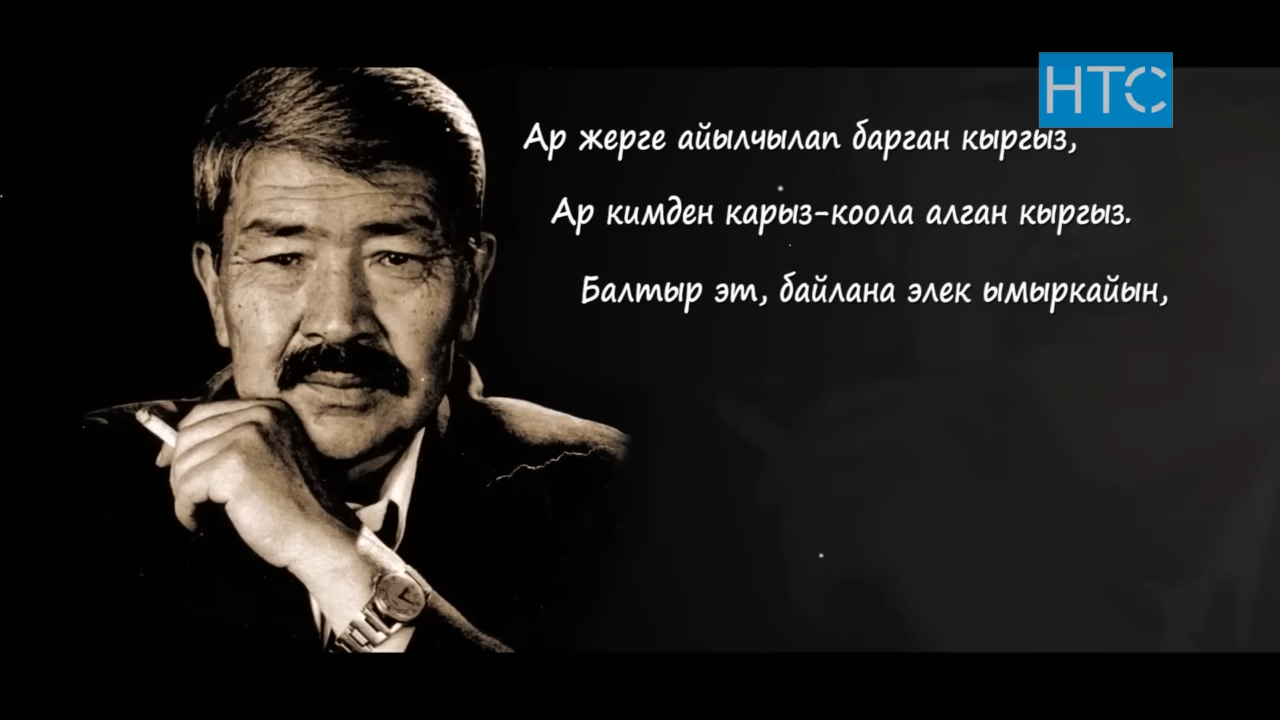 НТС
Ар жерге айылчылап барган кыргыз,
Ар кимден карыз-коола алган кыргыз.
Балтыр эт, байлана элек ымыркайын,